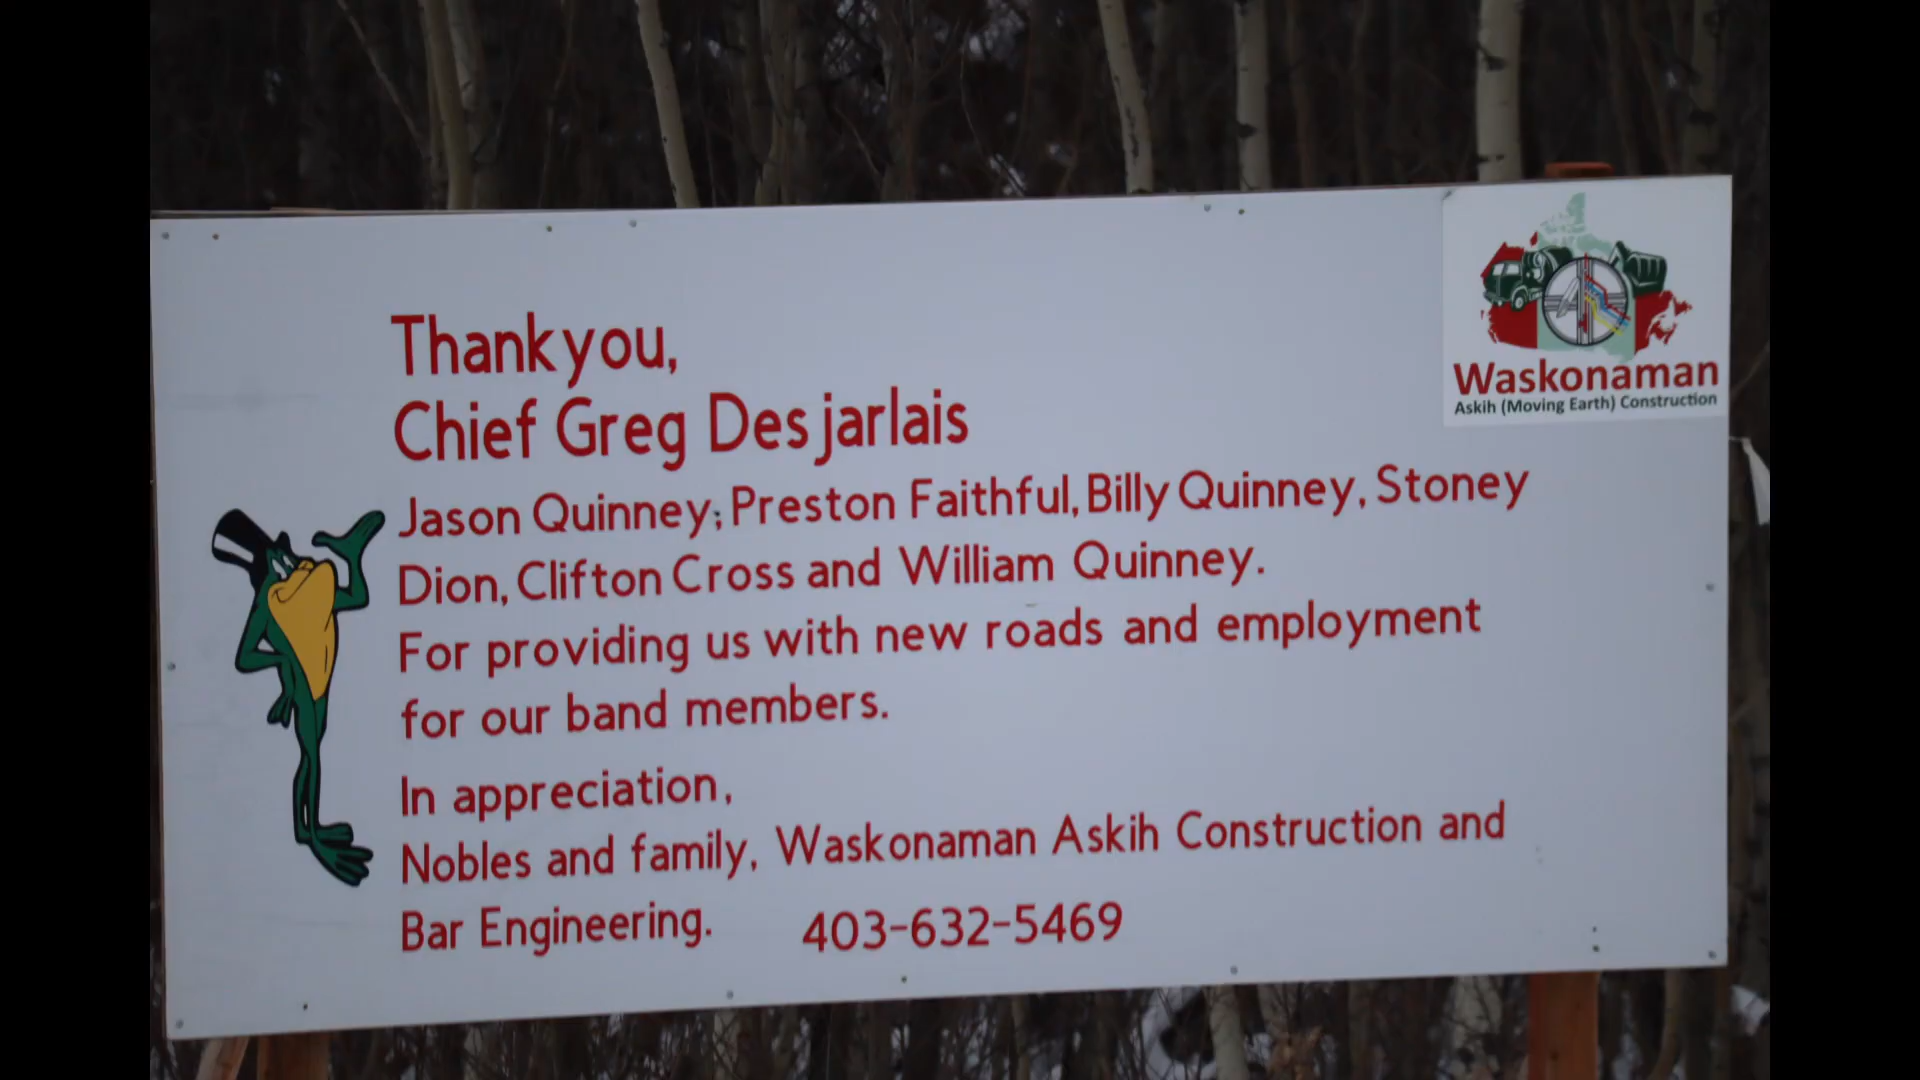 Waskonaman
Askih (Moving Earth) Construction
Thankyou,
Chief Greg Desjarlais
Jason Quinney, Preston Faithful, Billy Quinney, Stoney
Dion, Clifton Cross and William Quinney.
For providing us with new roads and employment
for our band members.
In appreciation,
Nobles and family, Waskonaman Askih Construction and
Bar Engineering. 403-632-5469